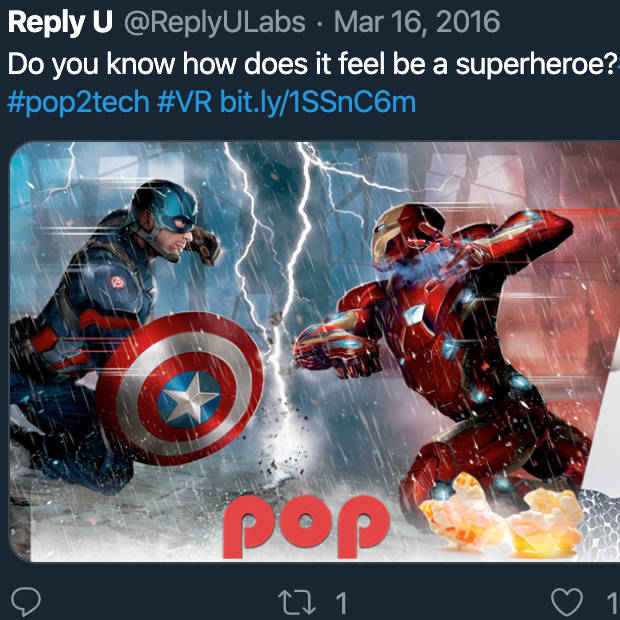 Reply U @ReplyULabs · Mar 16, 2016
Do you know how does it feel be a superheroe?
#pop2tech #VR bit.ly/1SSnC6m
pop
1
1